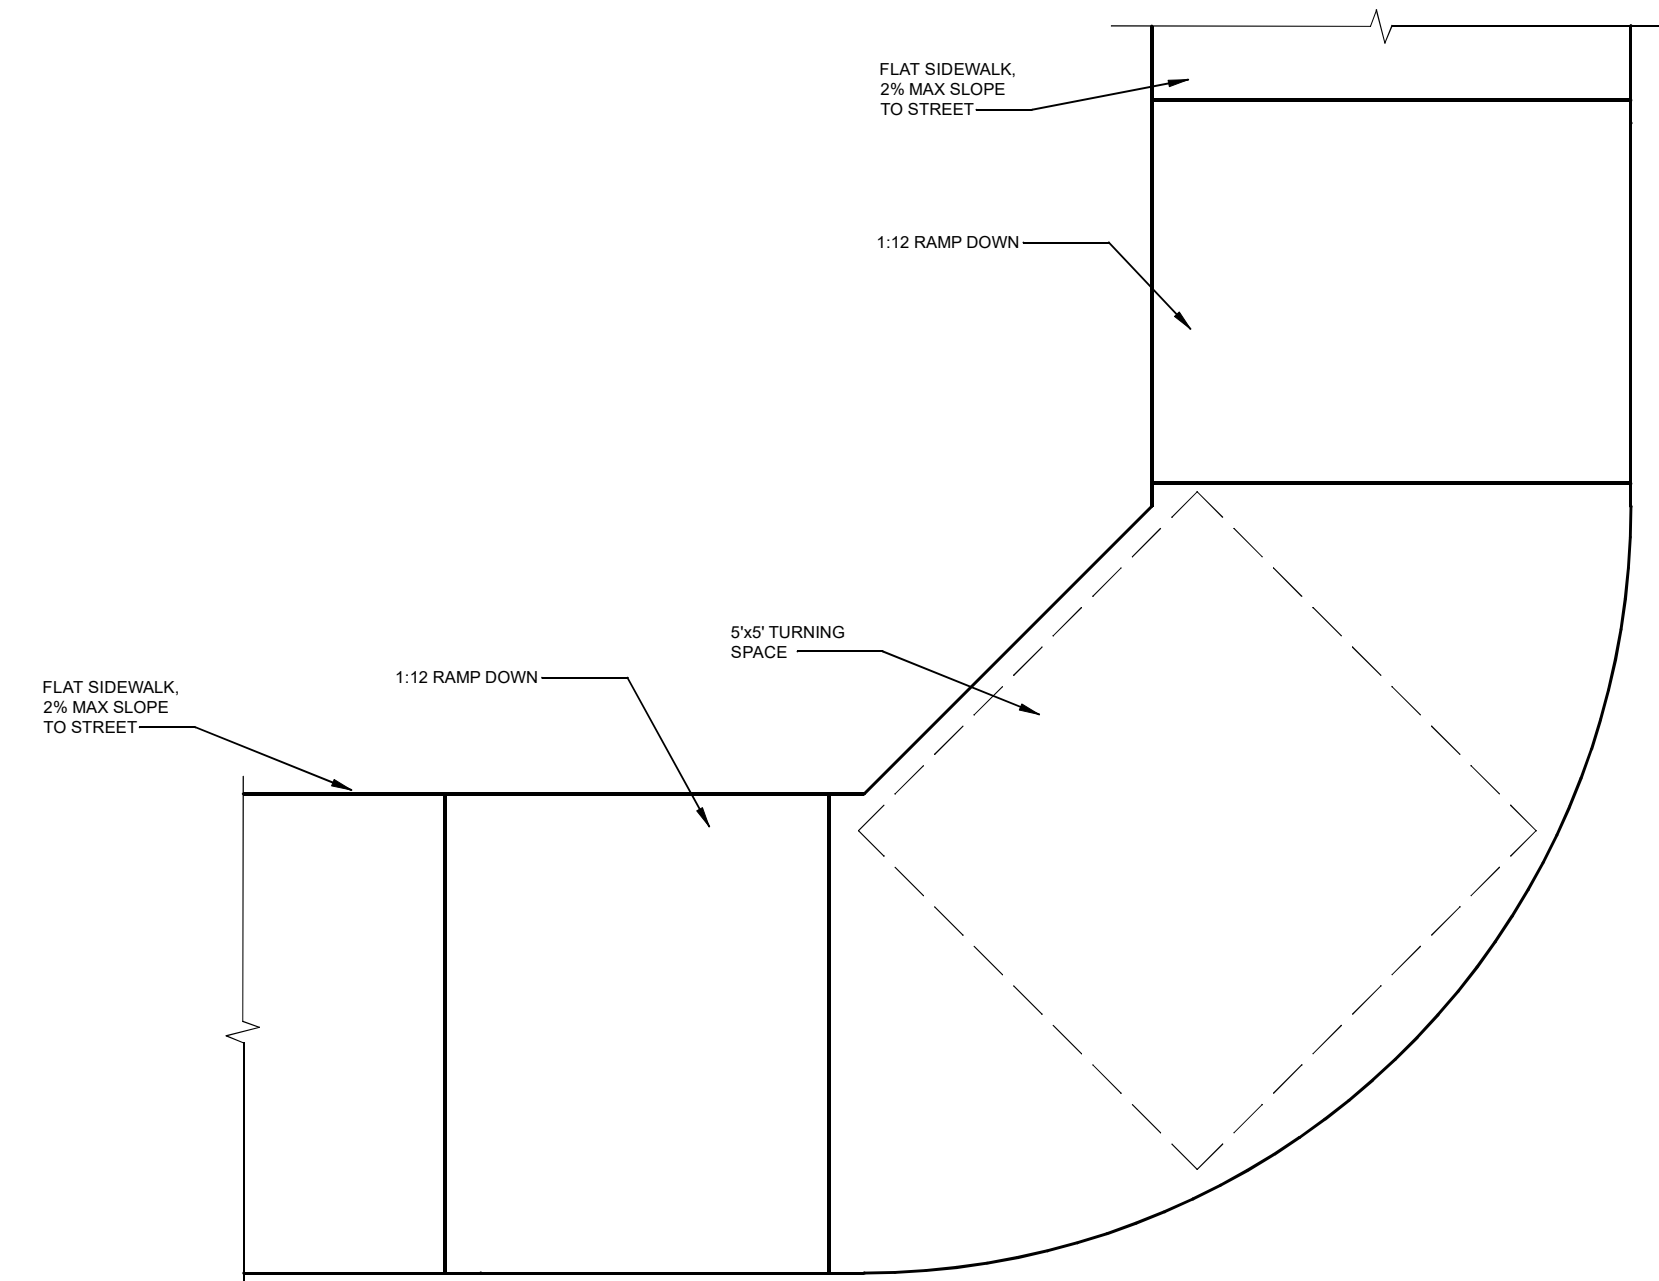 FLAT SIDEWALK,
2% MAX SLOPE
TO STREET
1:12 RAMP DOWN
5'x5' TURNING
SPACE
1:12 RAMP DOWN
FLAT SIDEWALK,
2% MAX SLOPE
TO STREET